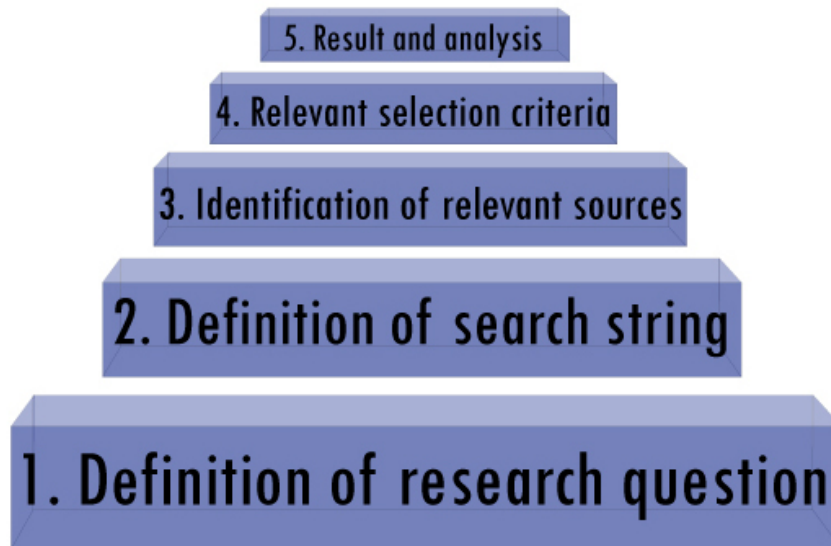 5. Result and analysis
4. Relevant selection criteria
3. Identification of relevant sources
2. Definition of search string
1. Definition of research question